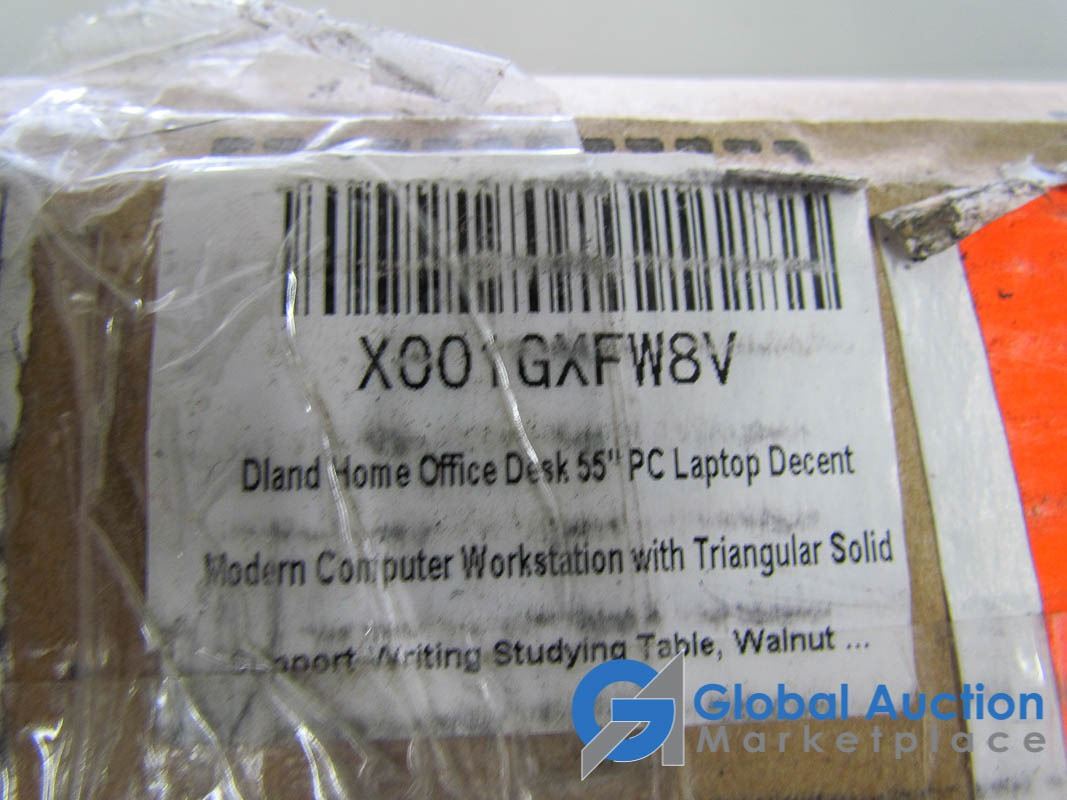 X001GXFW8V
Dland Home Office Desk 55" PC Laptop Decent
Modern Computer Workstation with Triangular Solid
Support Writing Studying Table, Walnut ...
Global Auction
Marketplace